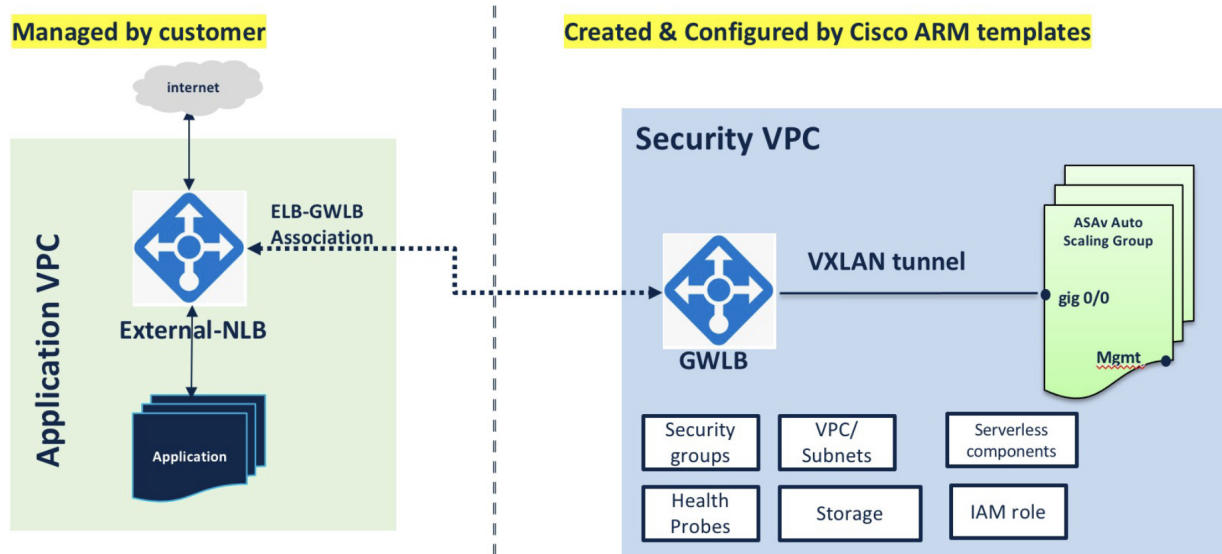 Managed by customer
Created & Configured by Cisco ARM templates
internet
Application VPC
ELB-GWLB
Association
External-NLB
Application
Security VPC
GWLB
VXLAN tunnel
ASAv Auto
Scaling Group
gig 0/0
Mgmt
Security
groups
VPC/
Subnets
Serverless
components
Health
Probes
Storage
IAM role